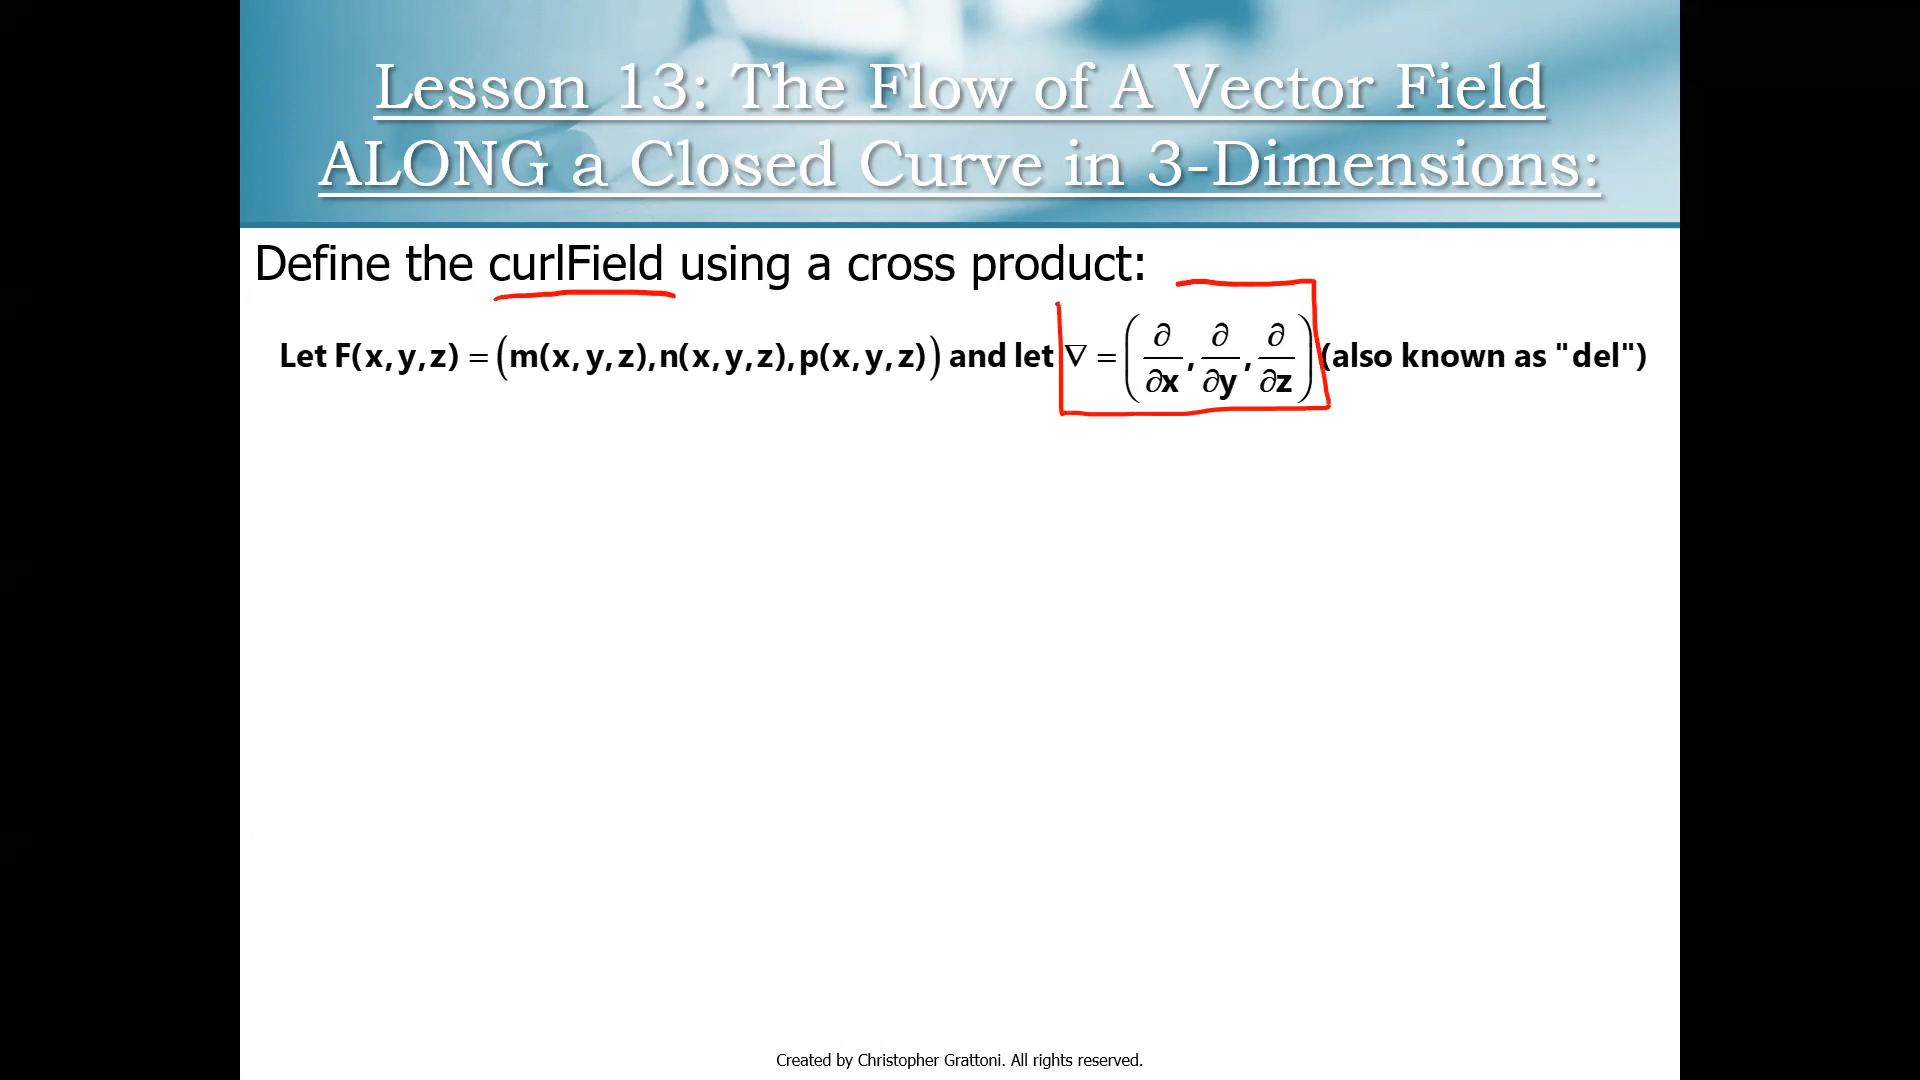 Lesson 13: The Flow of A Vector Field
ALONG a Closed Curve in 3-Dimensions:
Define the curlField using a cross product:
Let F(x,y,z) = (m(x,y,z),n(x,y,z),p(x,y,z)) and let ∇ = (∂/∂x, ∂/∂y, ∂/∂z) (also known as "del")
Created by Christopher Grattoni. All rights reserved.